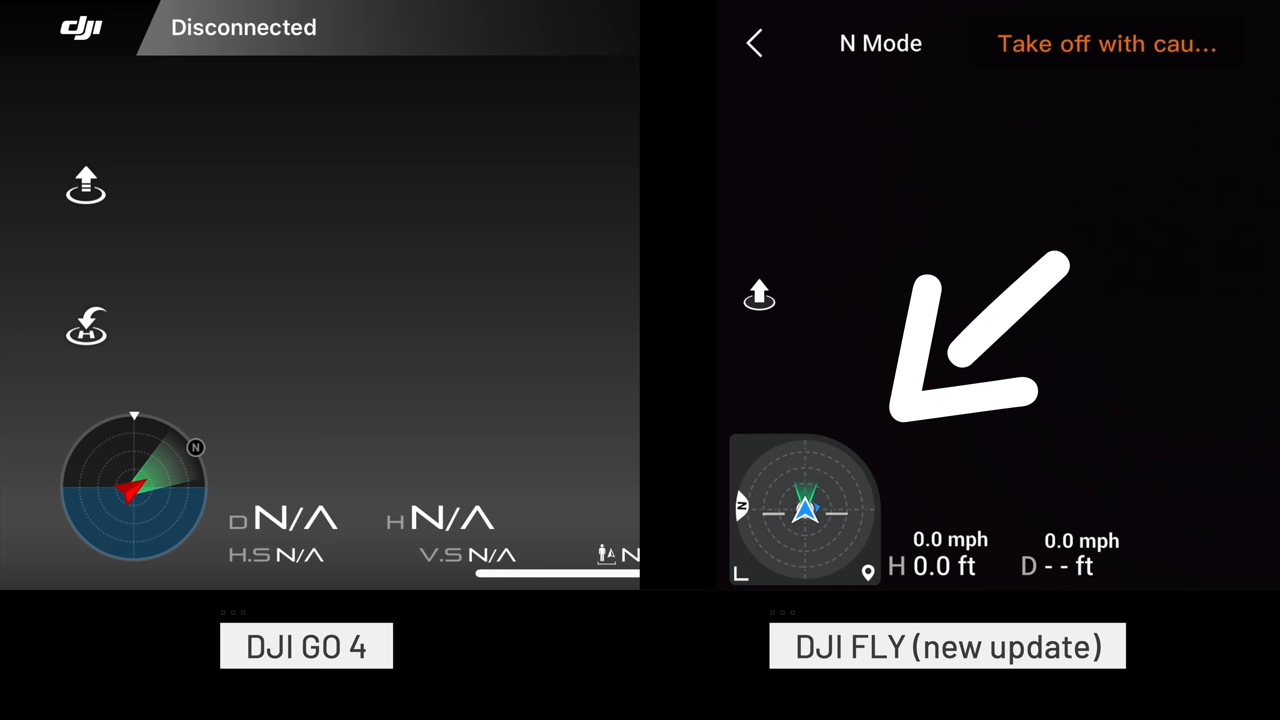 dji
Disconnected
N
D N/A
H N/A
H.S N/A
V.S N/A
N
DJI GO 4
N Mode
Take off with cau...
N
0.0 mph
0.0 mph
H 0.0 ft
D - - ft
DJI FLY (new update)